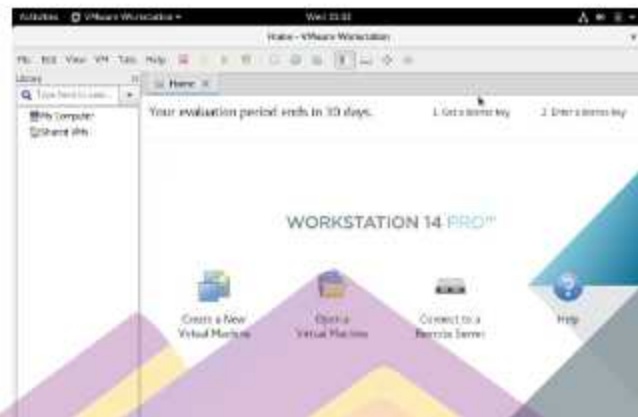 Activities VMware Workstation
Home - VMware Workstation
File Edit View VM Tabs Help
Library
Home
My Computer
Shared VMs
Your evaluation period ends in 30 days.
1. Get a license key
2. Enter a license key
WORKSTATION 14 PRO™
Create a New
Virtual Machine
Open a
Virtual Machine
Connect to a
Remote Server
Help